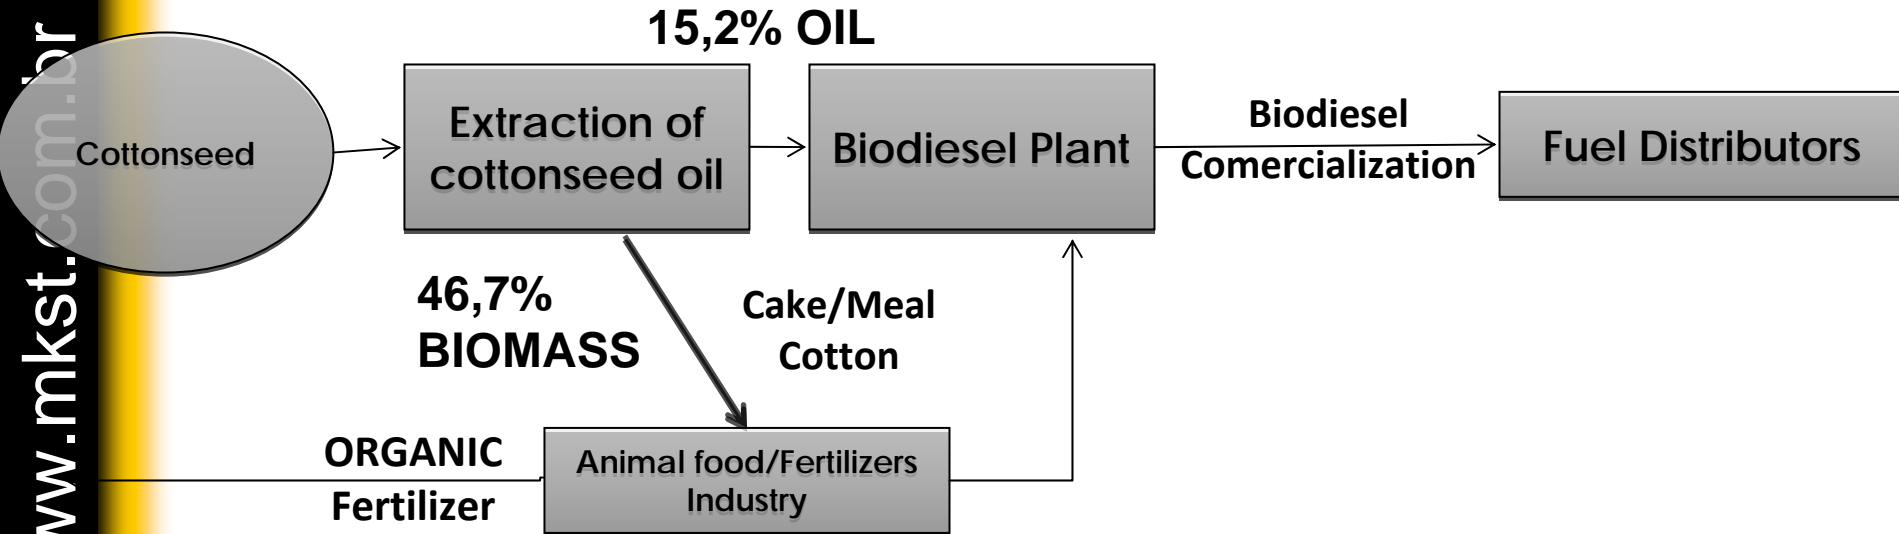 15,2% OIL
Cottonseed
Extraction of
cottonseed oil
Biodiesel Plant
Biodiesel
Comercialization
Fuel Distributors
46,7%
BIOMASS
Cake/Meal
Cotton
ORGANIC
Fertilizer
Animal food/Fertilizers
Industry
ww.mkst.com.br